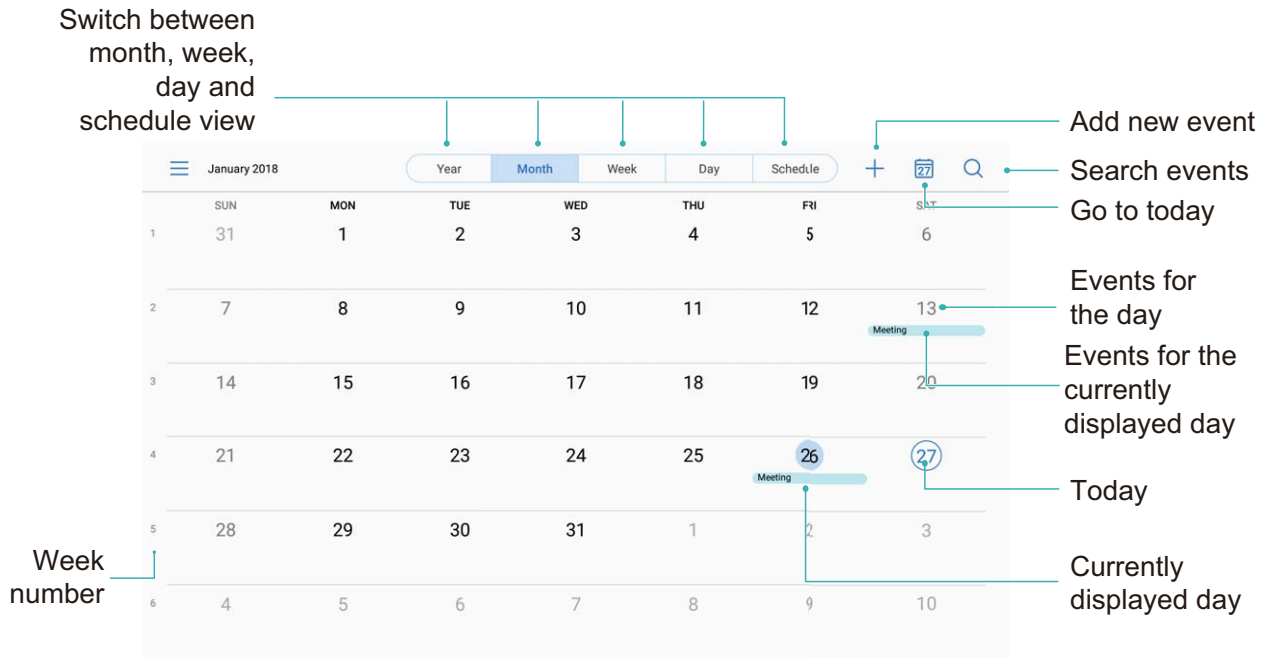 Switch between
month, week,
day and
schedule view
Add new event
Search events
Go to today
January 2018 Year Month Week Day Schedule 27
SUN MON TUE WED THU FRI SAT
1 31 1 2 3 4 5 6
2 7 8 9 10 11 12 13
Meeting
Events for
the day
Events for the
currently
displayed day
3 14 15 16 17 18 19 20
4 21 22 23 24 25 26 27
Meeting
Today
5 28 29 30 31 1 2 3
Week
number
Currently
displayed day
6 4 5 6 7 8 9 10